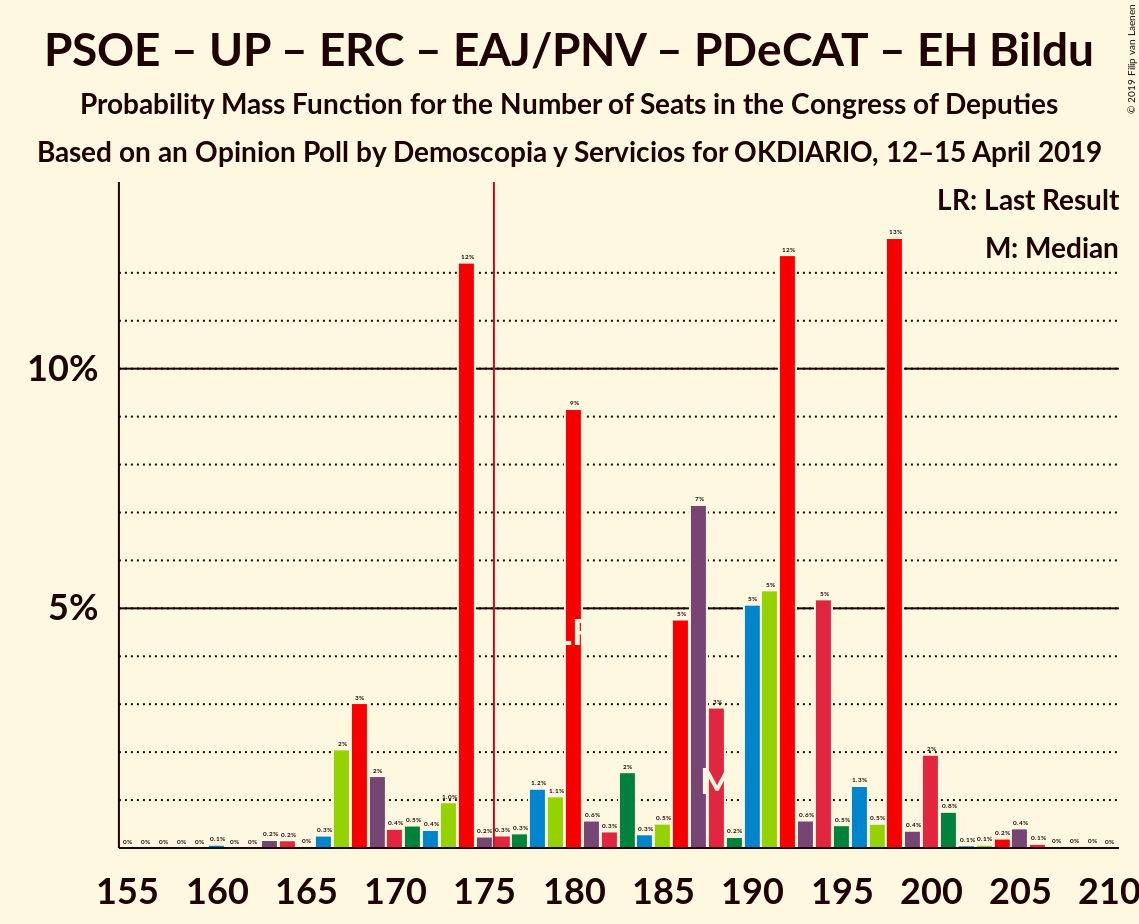 PSOE – UP – ERC – EAJ/PNV – PDeCAT – EH Bildu
Probability Mass Function for the Number of Seats in the Congress of Deputies
Based on an Opinion Poll by Demoscopia y Servicios for OKDIARIO, 12–15 April 2019
© 2019 Filip van Laenen
LR: Last Result
M: Median
10%
5%
0% 0% 0% 0% 0% 0.1% 0% 0% 0.2% 0.2% 0% 0.3% 2% 3% 2% 0.4% 0.5% 0.4% 1.0% 12% 0.2% 0.3% 0.3% 1.2% 1.1% 9% 0.6% 0.3% 2% 0.3% 0.5% 5% 7% 3% 0.2% 5% 5% 12% 0.6% 5% 0.5% 1.3% 0.5% 13% 0.4% 2% 0.8% 0.1% 0.1% 0.2% 0.4% 0.1% 0% 0% 0% 0%
LR
M
155 160 165 170 175 180 185 190 195 200 205 210